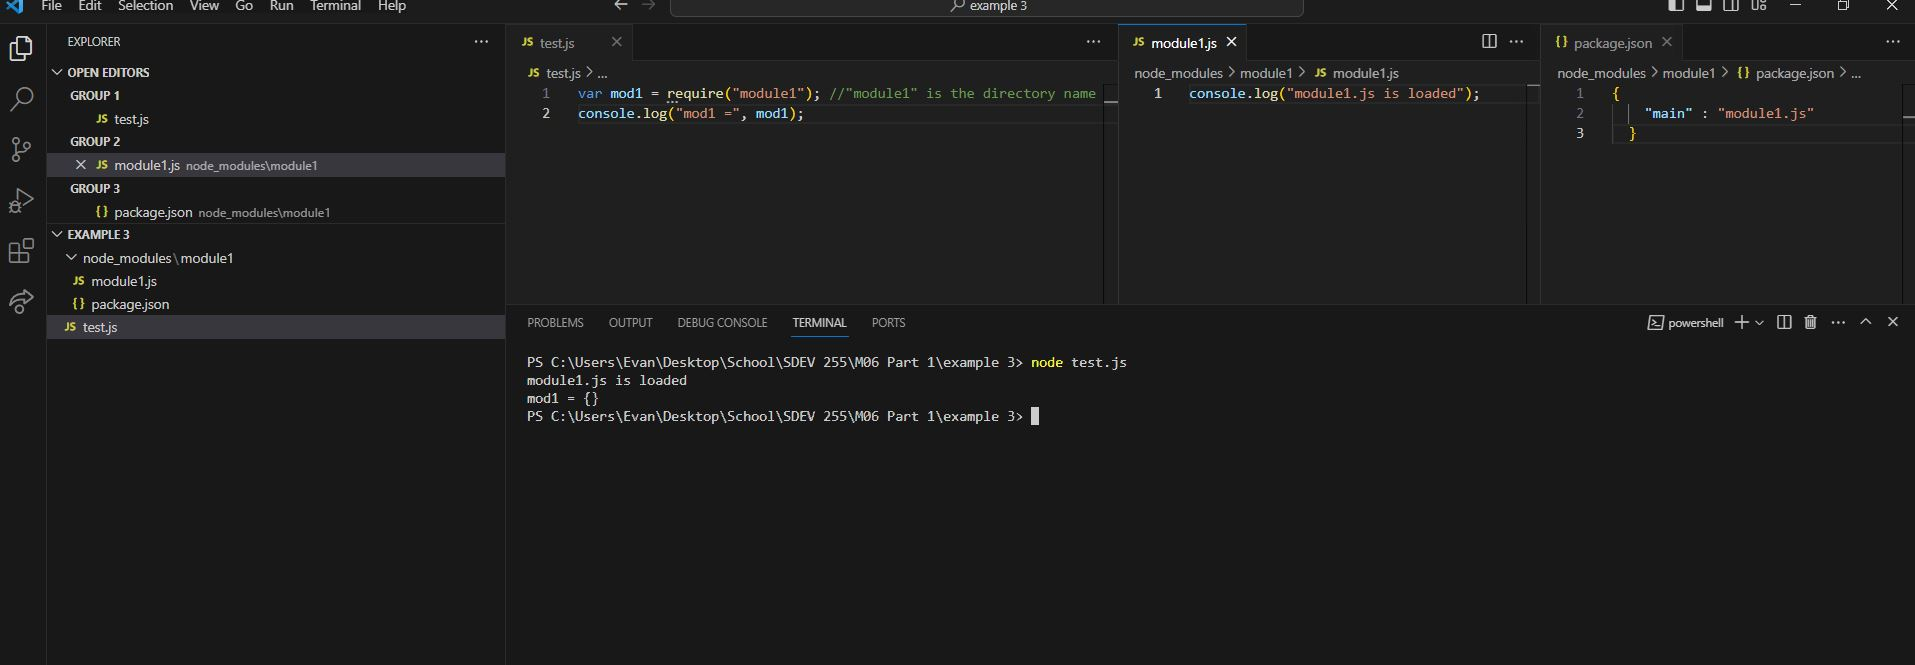 File Edit Selection View Go Run Terminal Help
example 3
EXPLORER
OPEN EDITORS
GROUP 1
JS test.js
GROUP 2
JS module1.js node_modules\module1
GROUP 3
{} package.json node_modules\module1
EXAMPLE 3
node_modules\module1
JS module1.js
{} package.json
JS test.js
JS test.js
JS test.js > ...
1 var mod1 = require("module1"); //"module1" is the directory name
2 console.log("mod1 =", mod1);
JS module1.js
node_modules > module1 > JS module1.js
1 console.log("module1.js is loaded");
{} package.json
node_modules > module1 > {} package.json > ...
1 {
2 "main" : "module1.js"
3 }
PROBLEMS OUTPUT DEBUG CONSOLE TERMINAL PORTS
powershell
PS C:\Users\Evan\Desktop\School\SDEV 255\M06 Part 1\example 3> node test.js
module1.js is loaded
mod1 = {}
PS C:\Users\Evan\Desktop\School\SDEV 255\M06 Part 1\example 3>